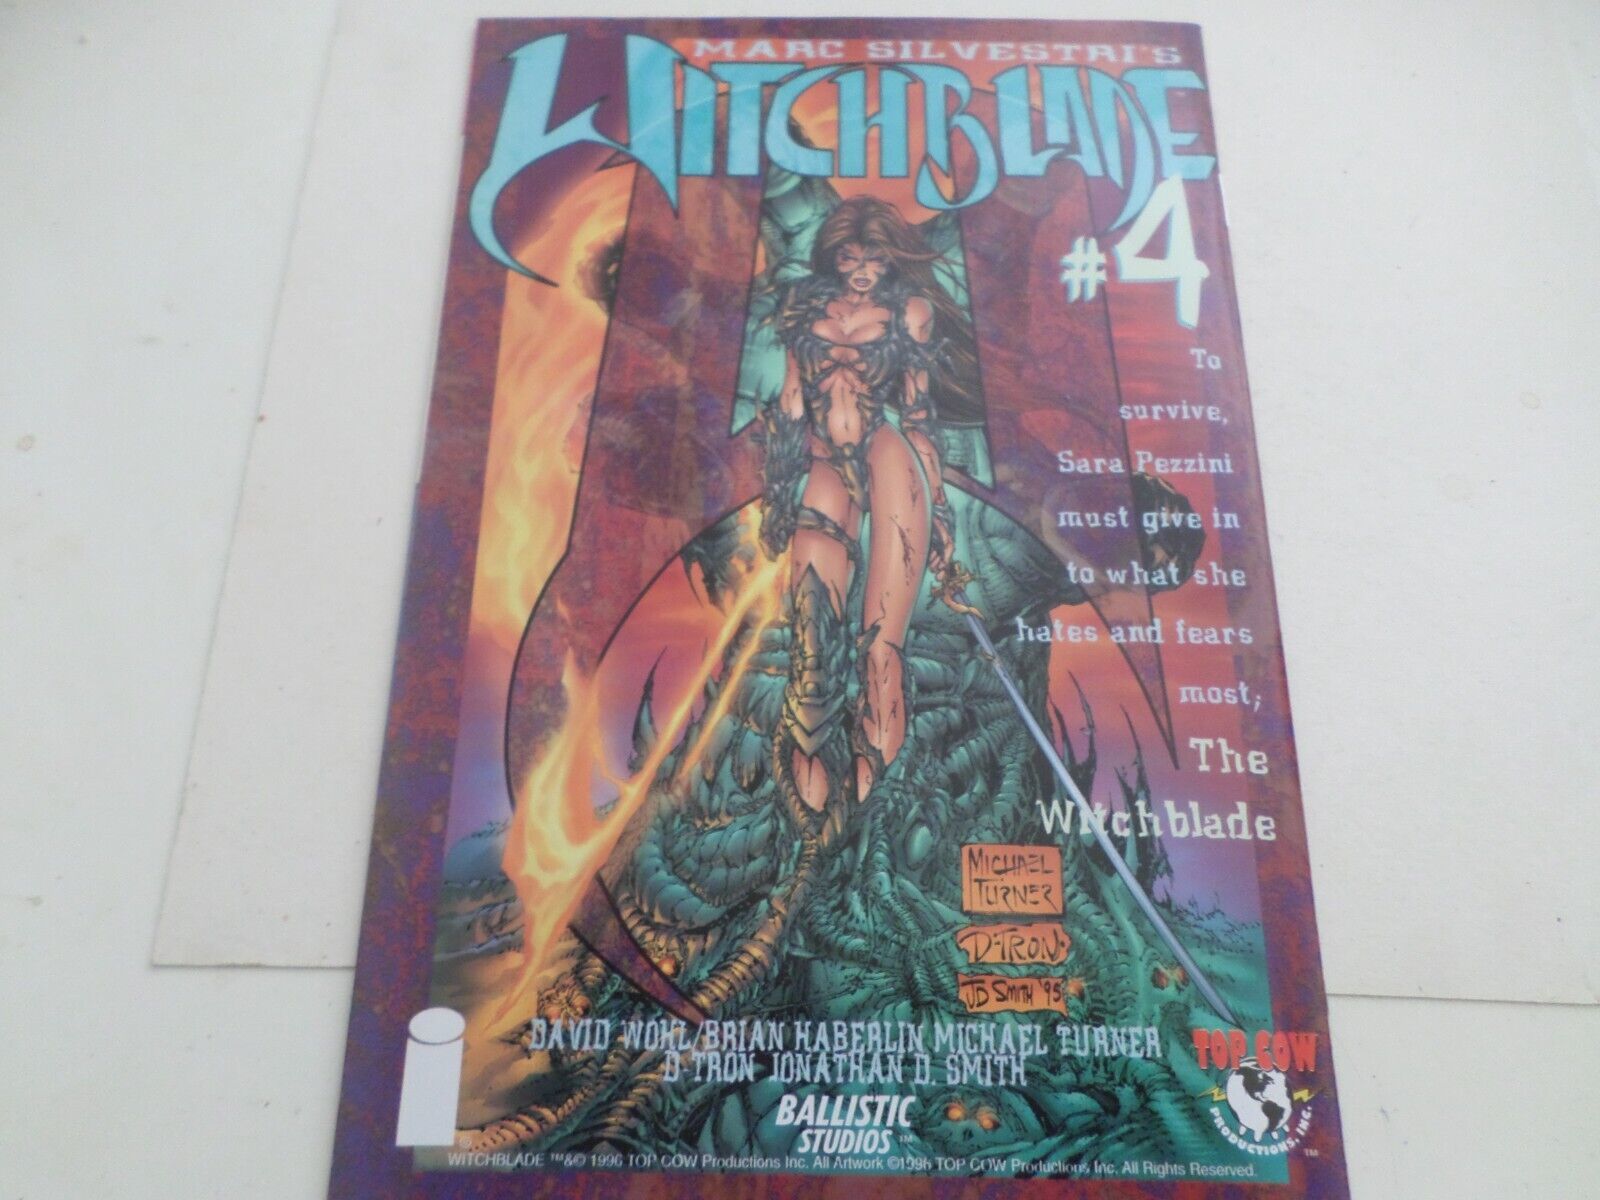 MARC SILVESTRI'S
WITCHBLADE
#4
To
survive,
Sara Pezzini
must give in
to what she
hates and fears
most;
The
Witchblade
MICHAEL
TURNER
D-TRON
JD SMITH '95
DAVID WOHL/BRIAN HABERLIN MICHAEL TURNER
D-TRON JONATHAN D. SMITH
TOP COW
PRODUCTIONS, INC.
TM
BALLISTIC
STUDIOS TM
WITCHBLADE ™&© 1996 TOP COW Productions Inc. All Artwork ©1996 TOP COW Productions Inc. All Rights Reserved.